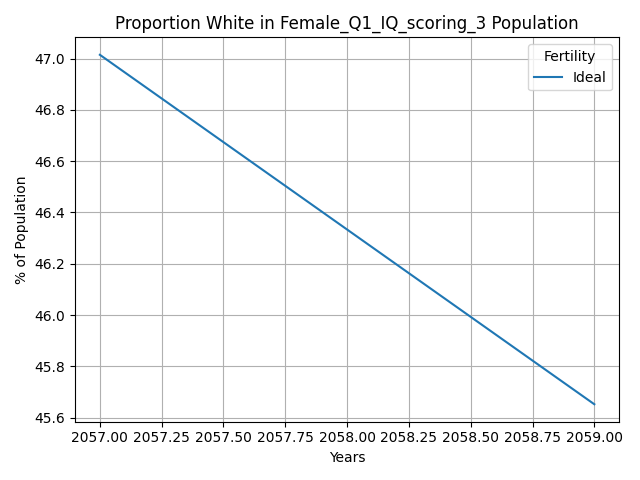 Proportion White in Female_Q1_IQ_scoring_3 Population
Fertility
Ideal
47.0
46.8
46.6
46.4
46.2
46.0
45.8
45.6
% of Population
2057.00 2057.25 2057.50 2057.75 2058.00 2058.25 2058.50 2058.75 2059.00
Years